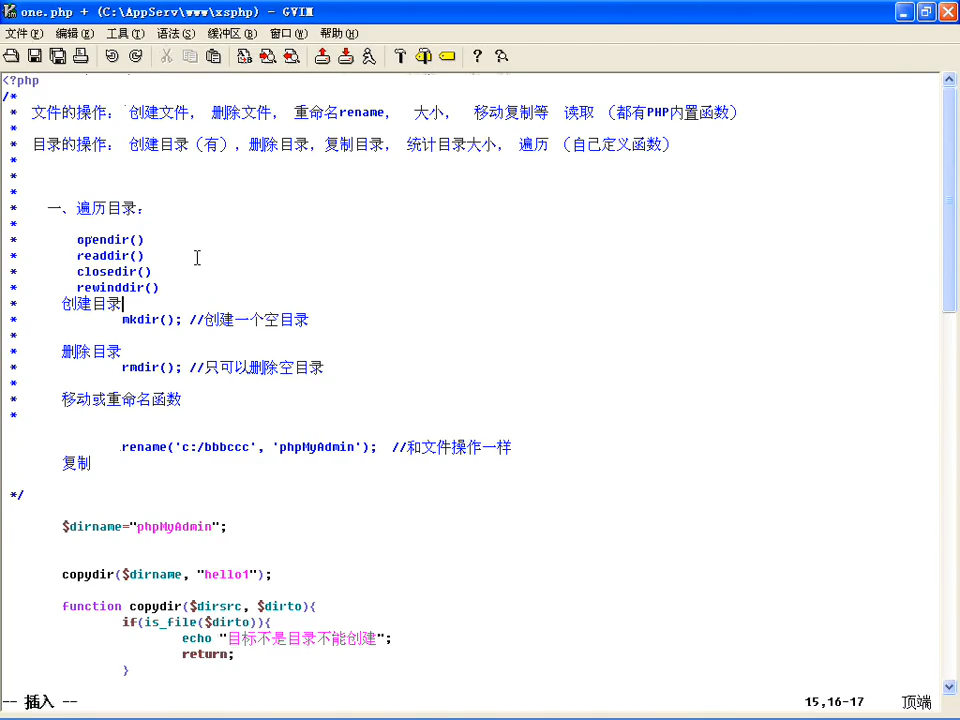 one.php + (C:\AppServ\www\xsphp) - GVIM
文件(F) 编辑(E) 工具(T) 语法(S) 缓冲区(B) 窗口(W) 帮助(H)
<?php
/*
* 文件的操作： 创建文件， 删除文件， 重命名rename， 大小， 移动复制等 读取 （都有PHP内置函数）
*
* 目录的操作： 创建目录（有）,删除目录，复制目录， 统计目录大小， 遍历 （自己定义函数）
*
*
*
* 一、遍历目录：
*
* opendir()
* readdir()
* closedir()
* rewinddir()
* 创建目录
* mkdir(); //创建一个空目录
*
* 删除目录
* rmdir(); //只可以删除空目录
*
* 移动或重命名函数
*
rename('c:/bbbccc', 'phpMyAdmin'); //和文件操作一样
复制
*/
$dirname="phpMyAdmin";
copydir($dirname, "hello1");
function copydir($dirsrc, $dirto){
if(is_file($dirto)){
echo "目标不是目录不能创建";
return;
}
-- 插入 -- 15,16-17 顶端